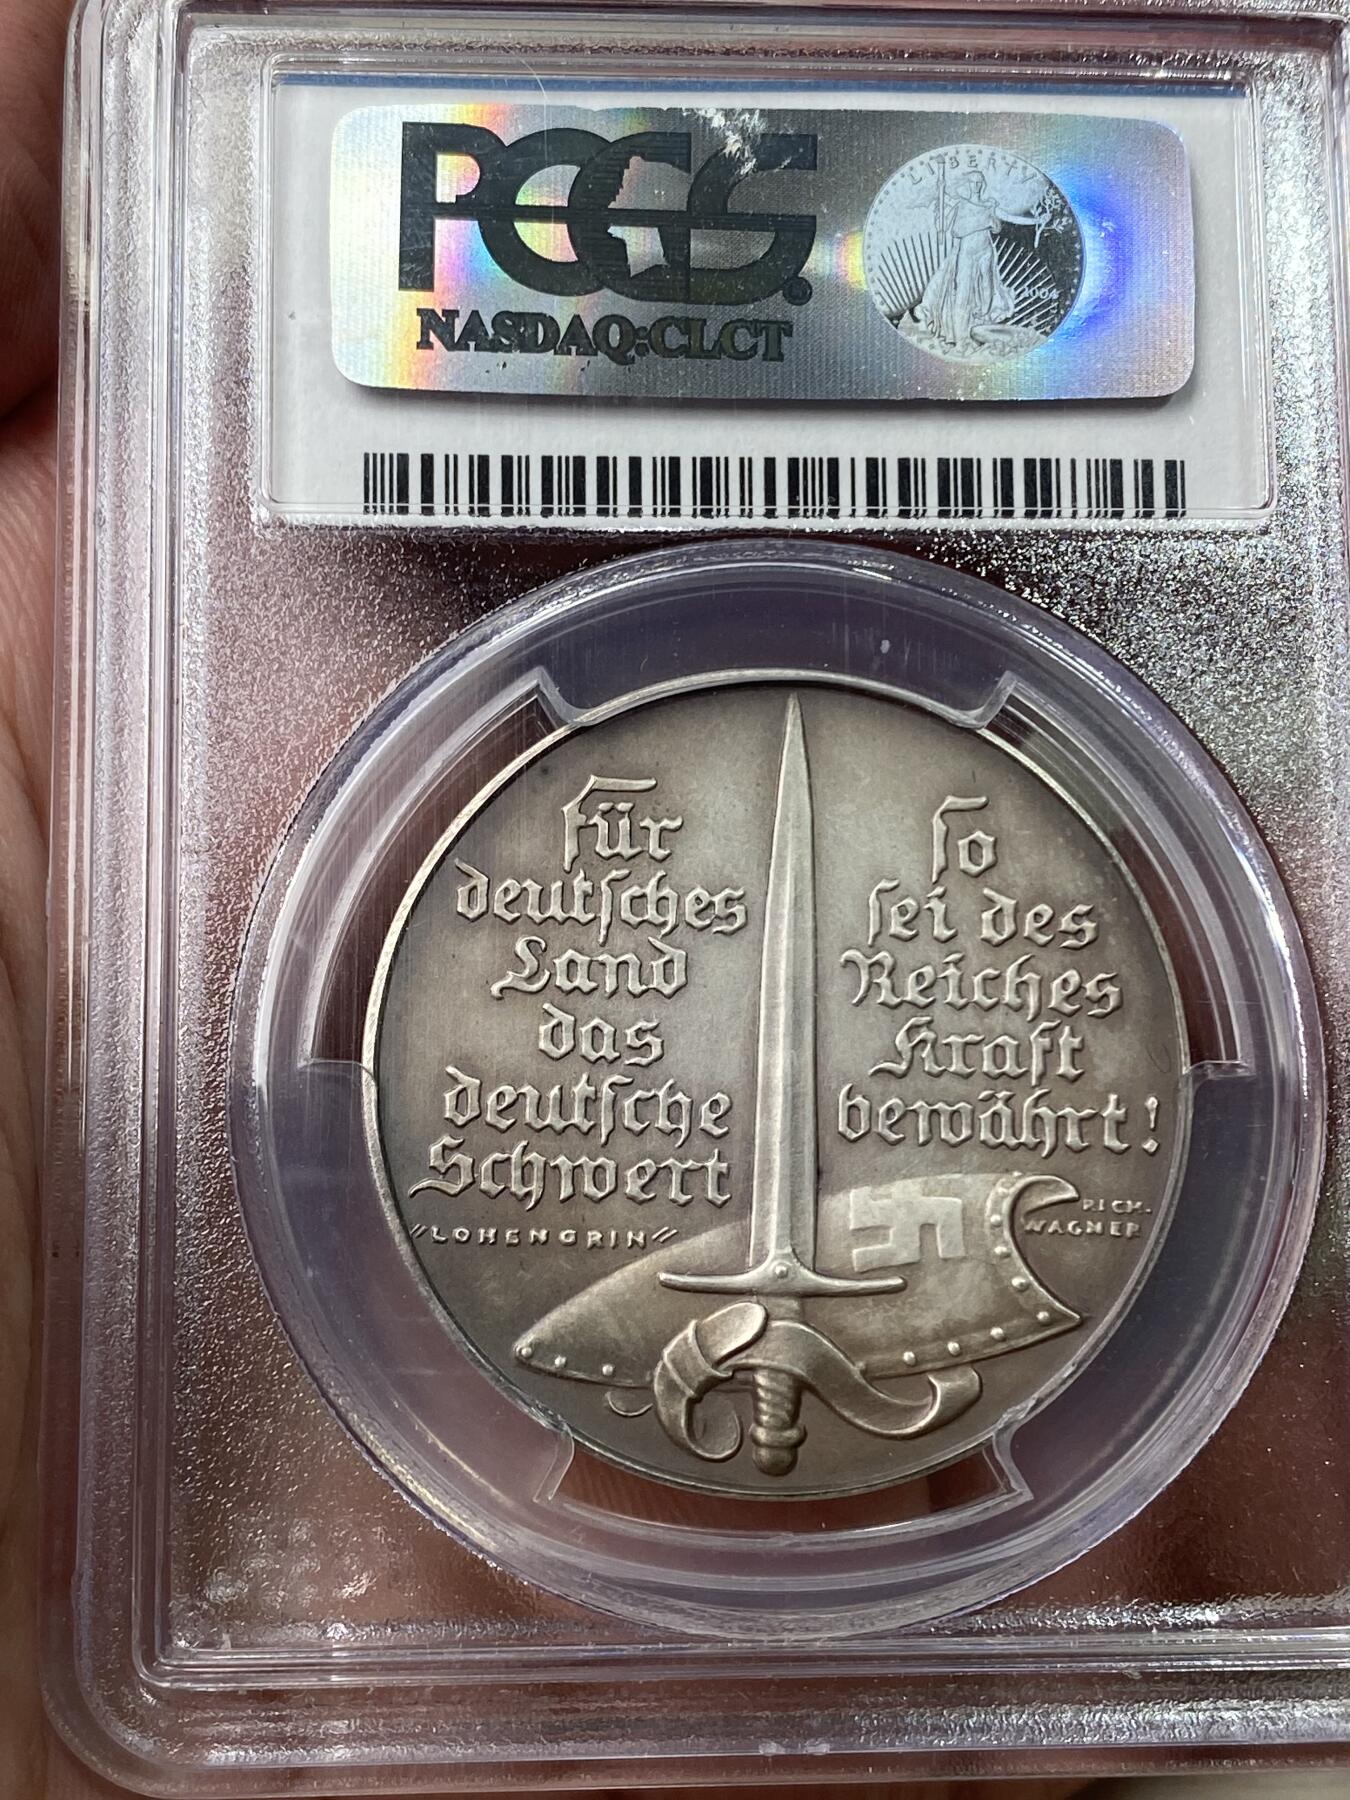 PCGS®
NASDAQ:CLCT
LIBERTY
2004
für
deutsches
Land
das
deutsche
Schwert
"LOHENGRIN"
so
sei des
Reiches
Kraft
bewährt!
RICH.
WAGNER